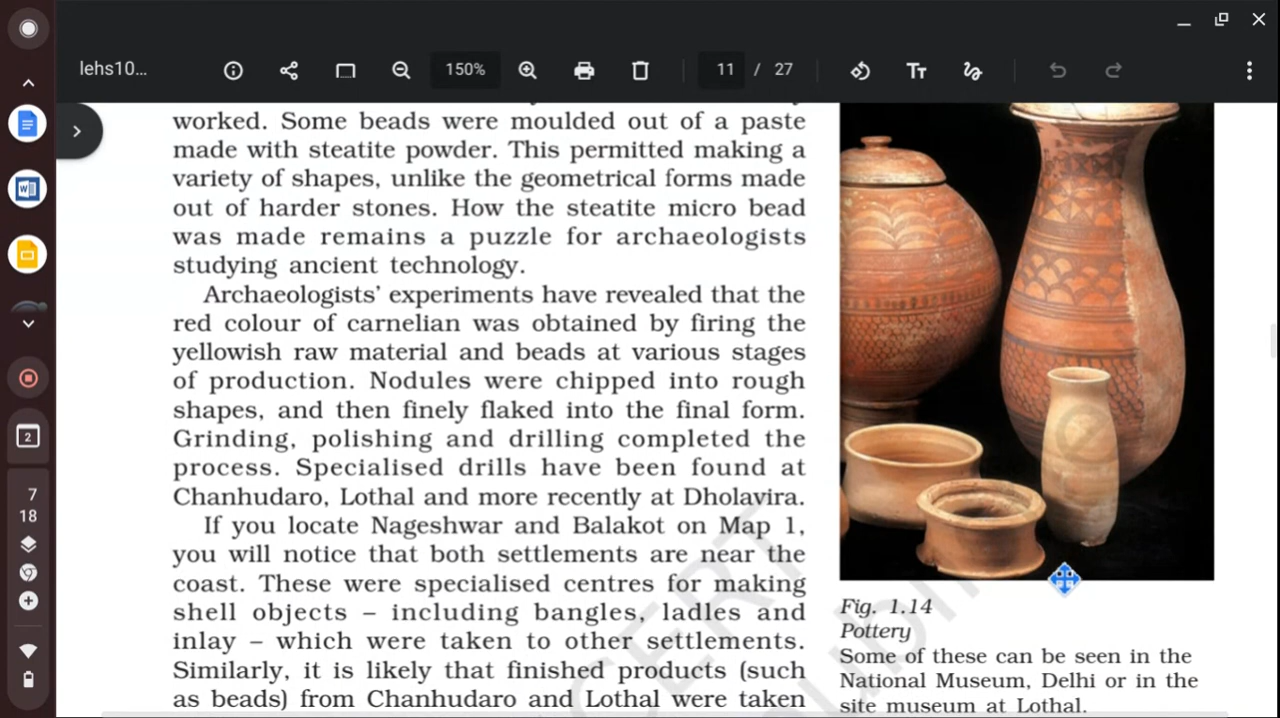 lehs10...
150%
11 / 27
Tт
worked. Some beads were moulded out of a paste
made with steatite powder. This permitted making a
variety of shapes, unlike the geometrical forms made
out of harder stones. How the steatite micro bead
was made remains a puzzle for archaeologists
studying ancient technology.
Archaeologists' experiments have revealed that the
red colour of carnelian was obtained by firing the
yellowish raw material and beads at various stages
of production. Nodules were chipped into rough
shapes, and then finely flaked into the final form.
Grinding, polishing and drilling completed the
process. Specialised drills have been found at
Chanhudaro, Lothal and more recently at Dholavira.
If you locate Nageshwar and Balakot on Map 1,
you will notice that both settlements are near the
coast. These were specialised centres for making
shell objects – including bangles, ladles and
inlay – which were taken to other settlements.
Similarly, it is likely that finished products (such
as beads) from Chanhudaro and Lothal were taken
Fig. 1.14
Pottery
Some of these can be seen in the
National Museum, Delhi or in the
site museum at Lothal.
W
2
7
18